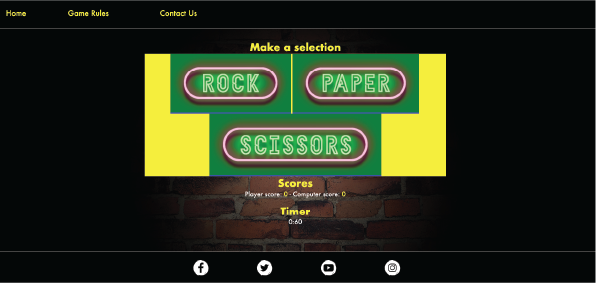 Home Game Rules Contact Us
Make a selection
ROCK PAPER
SCISSORS
Scores
Player score: 0 - Computer score: 0
Timer
0:60